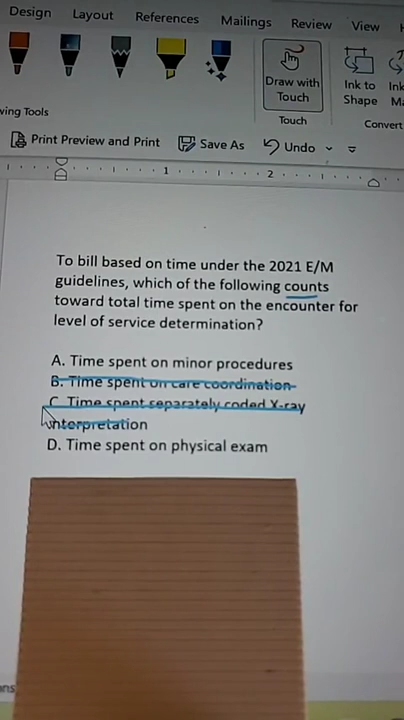 Design Layout References Mailings Review View
Draw with Touch
Ink to Shape
Touch
Convert
ving Tools
Print Preview and Print Save As Undo
1 2
To bill based on time under the 2021 E/M
guidelines, which of the following counts
toward total time spent on the encounter for
level of service determination?
A. Time spent on minor procedures
B. Time spent on care coordination
C. Time spent separately coded X-ray
interpretation
D. Time spent on physical exam